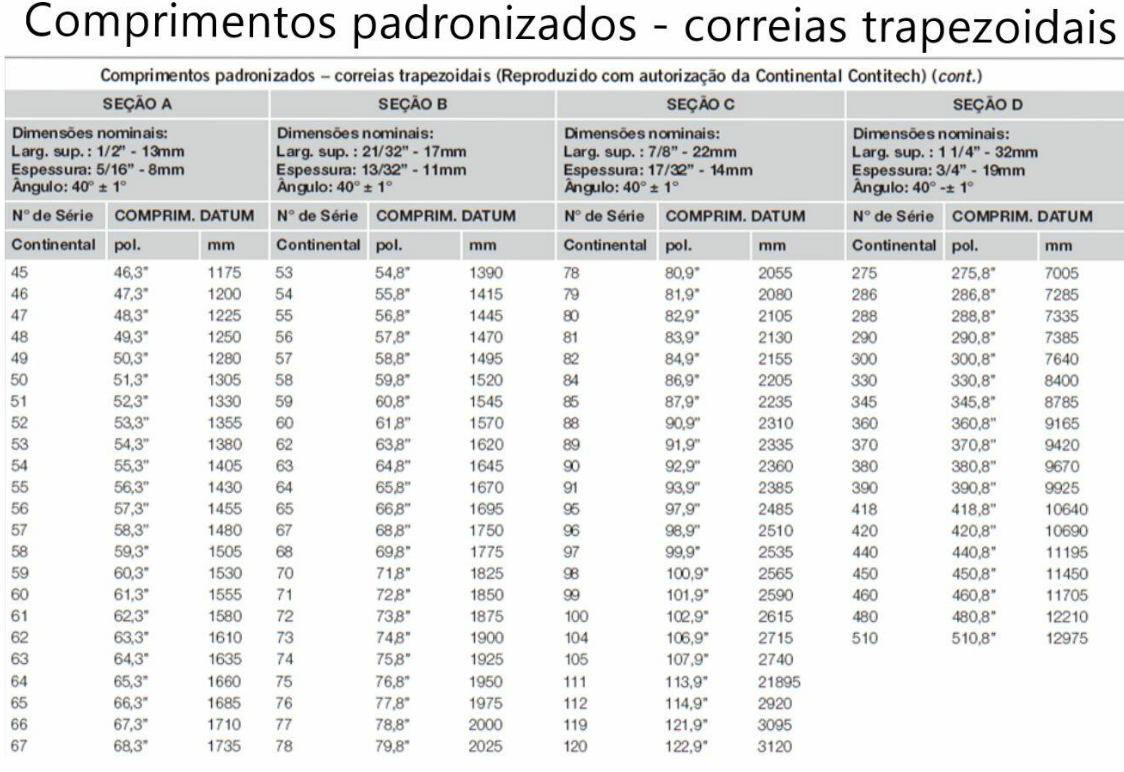 Comprimentos padronizados - correias trapezoidais
Comprimentos padronizados – correias trapezoidais (Reproduzido com autorização da Continental Contitech) (cont.)
SEÇÃO A SEÇÃO B SEÇÃO C SEÇÃO D
Dimensões nominais: Dimensões nominais: Dimensões nominais: Dimensões nominais:
Larg. sup. : 1/2" - 13mm Larg. sup. : 21/32" - 17mm Larg. sup. : 7/8" - 22mm Larg. sup. : 1 1/4" - 32mm
Espessura: 5/16" - 8mm Espessura: 13/32" - 11mm Espessura: 17/32" - 14mm Espessura: 3/4" - 19mm
Ângulo: 40° ± 1° Ângulo: 40° ± 1° Ângulo: 40° ± 1° Ângulo: 40° -± 1°
N° de Série COMPRIM. DATUM N° de Série COMPRIM. DATUM N° de Série COMPRIM. DATUM N° de Série COMPRIM. DATUM
Continental pol. mm Continental pol. mm Continental pol. mm Continental pol. mm
45 46,3" 1175 53 54,8" 1390 78 80,9" 2055 275 275,8" 7005
46 47,3" 1200 54 55,8" 1415 79 81,9" 2080 286 286,8" 7285
47 48,3" 1225 55 56,8" 1445 80 82,9" 2105 288 288,8" 7335
48 49,3" 1250 56 57,8" 1470 81 83,9" 2130 290 290,8" 7385
49 50,3" 1280 57 58,8" 1495 82 84,9" 2155 300 300,8" 7640
50 51,3" 1305 58 59,8" 1520 84 86,9" 2205 330 330,8" 8400
51 52,3" 1330 59 60,8" 1545 85 87,9" 2235 345 345,8" 8785
52 53,3" 1355 60 61,8" 1570 88 90,9" 2310 360 360,8" 9165
53 54,3" 1380 62 63,8" 1620 89 91,9" 2335 370 370,8" 9420
54 55,3" 1405 63 64,8" 1645 90 92,9" 2360 380 380,8" 9670
55 56,3" 1430 64 65,8" 1670 91 93,9" 2385 390 390,8" 9925
56 57,3" 1455 65 66,8" 1695 95 97,9" 2485 418 418,8" 10640
57 58,3" 1480 67 68,8" 1750 96 98,9" 2510 420 420,8" 10690
58 59,3" 1505 68 69,8" 1775 97 99,9" 2535 440 440,8" 11195
59 60,3" 1530 70 71,8" 1825 98 100,9" 2565 450 450,8" 11450
60 61,3" 1555 71 72,8" 1850 99 101,9" 2590 460 460,8" 11705
61 62,3" 1580 72 73,8" 1875 100 102,9" 2615 480 480,8" 12210
62 63,3" 1610 73 74,8" 1900 104 106,9" 2715 510 510,8" 12975
63 64,3" 1635 74 75,8" 1925 105 107,9" 2740
64 65,3" 1660 75 76,8" 1950 111 113,9" 21895
65 66,3" 1685 76 77,8" 1975 112 114,9" 2920
66 67,3" 1710 77 78,8" 2000 119 121,9" 3095
67 68,3" 1735 78 79,8" 2025 120 122,9" 3120